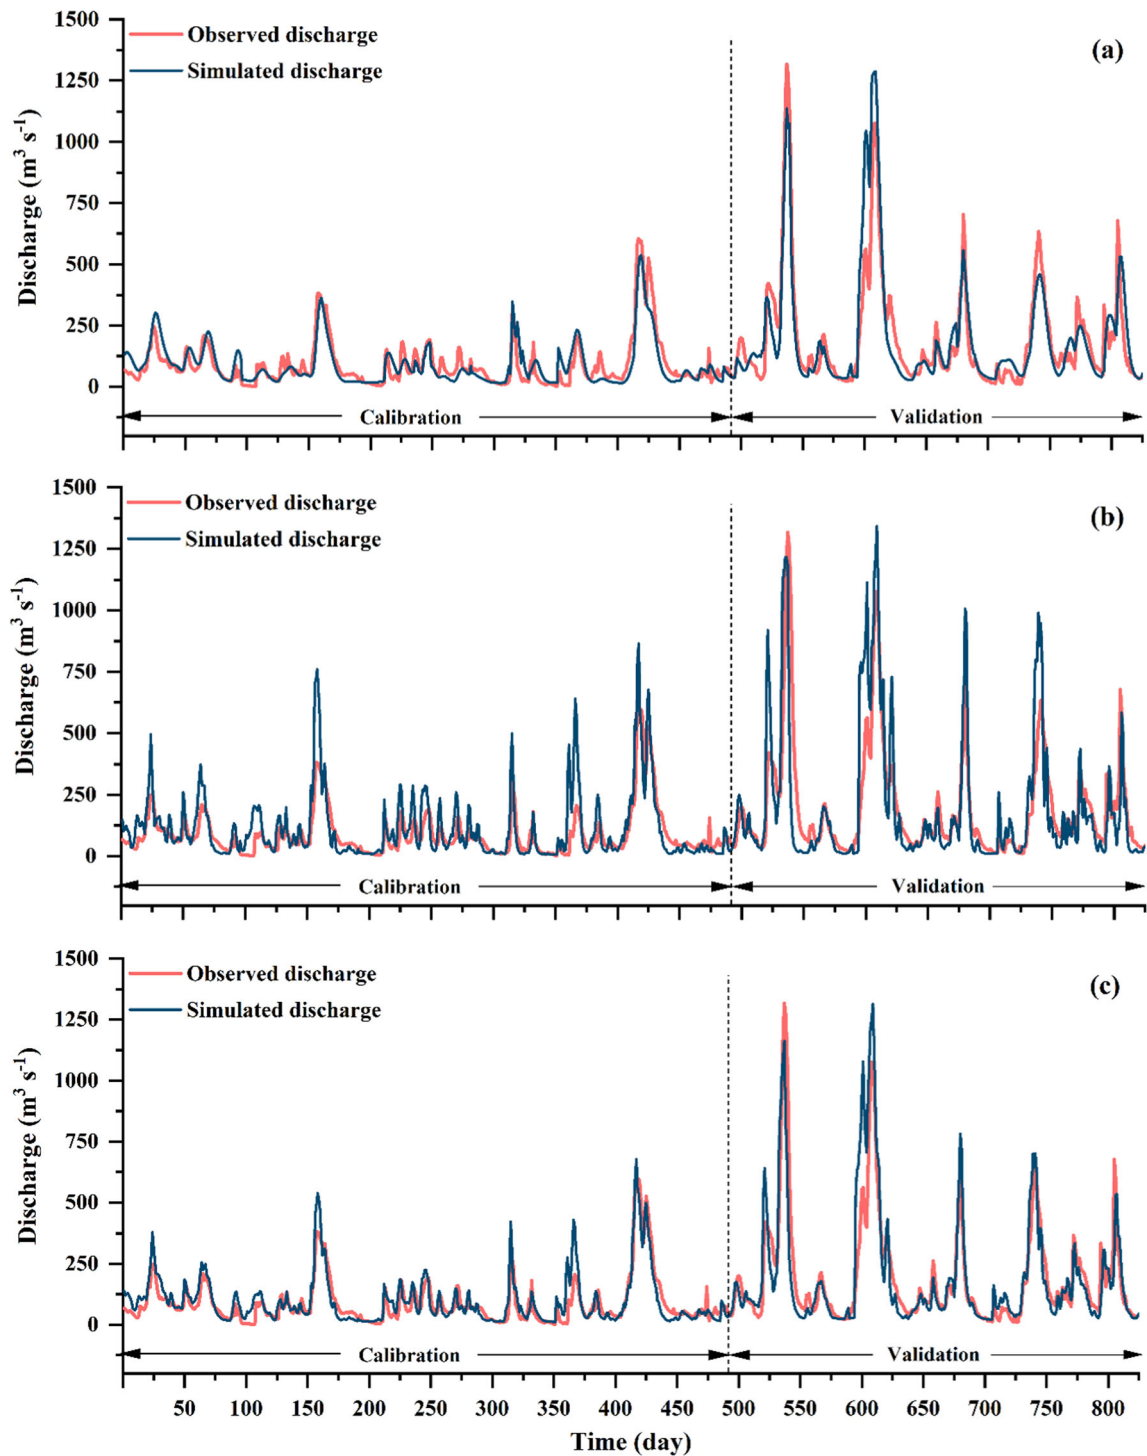 1500
1250
1000
750
500
250
0
Discharge (m³ s⁻¹)
Observed discharge
Simulated discharge
(a)
Calibration
Validation
1500
1250
1000
750
500
250
0
Discharge (m³ s⁻¹)
Observed discharge
Simulated discharge
(b)
Calibration
Validation
1500
1250
1000
750
500
250
0
Discharge (m³ s⁻¹)
Observed discharge
Simulated discharge
(c)
Calibration
Validation
50 100 150 200 250 300 350 400 450 500 550 600 650 700 750 800
Time (day)